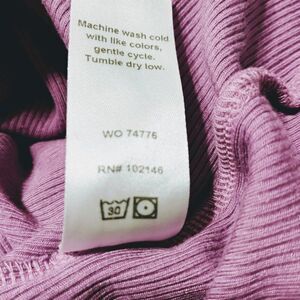 Machine wash cold
with like colors,
gentle cycle.
Tumble dry low.
WO 74776
RN# 102146
30